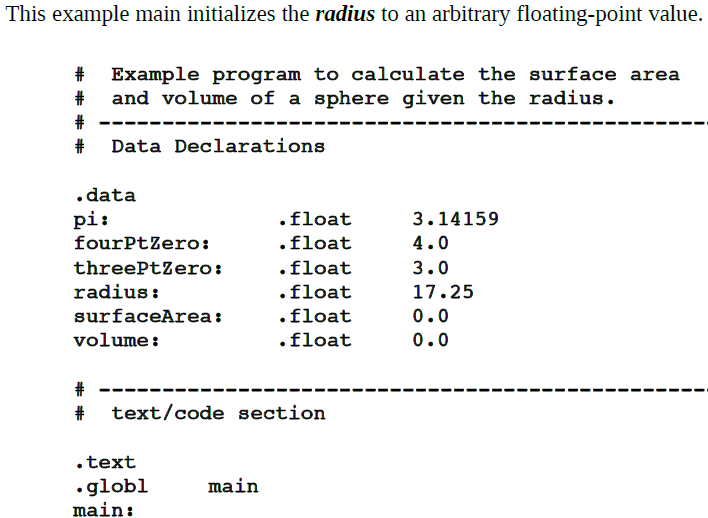 This example main initializes the radius to an arbitrary floating-point value.
# Example program to calculate the surface area
# and volume of a sphere given the radius.
# -----------------------------------------------------
# Data Declarations
.data
pi: .float 3.14159
fourPtZero: .float 4.0
threePtZero: .float 3.0
radius: .float 17.25
surfaceArea: .float 0.0
volume: .float 0.0
# -----------------------------------------------------
# text/code section
.text
.globl main
main: